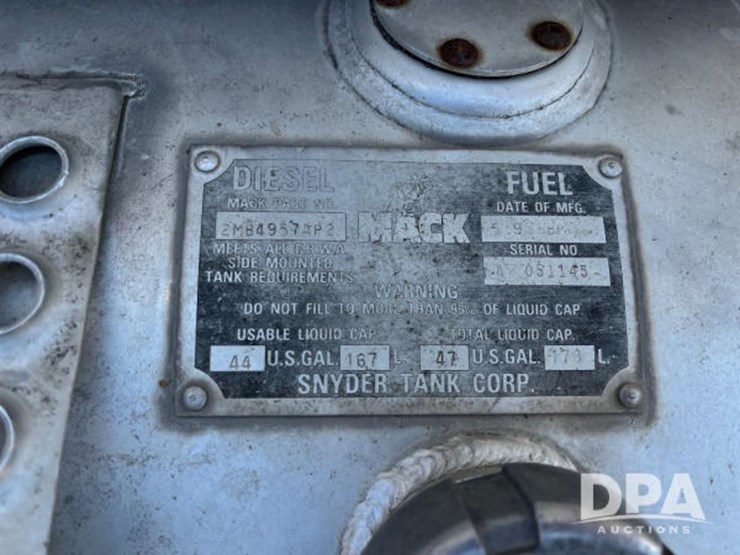 DIESEL FUEL
MACK PART NO. MACK DATE OF MFG.
MEETS ALL F.H.W.A. SERIAL NO
SIDE MOUNTED 051145
TANK REQUIREMENTS
WARNING
DO NOT FILL TO MORE THAN 95% OF LIQUID CAP.
USABLE LIQUID CAP. TOTAL LIQUID CAP.
44 U.S.GAL. 167 L. 47 U.S.GAL. 178 L.
SNYDER TANK CORP.
DPA
AUCTIONS